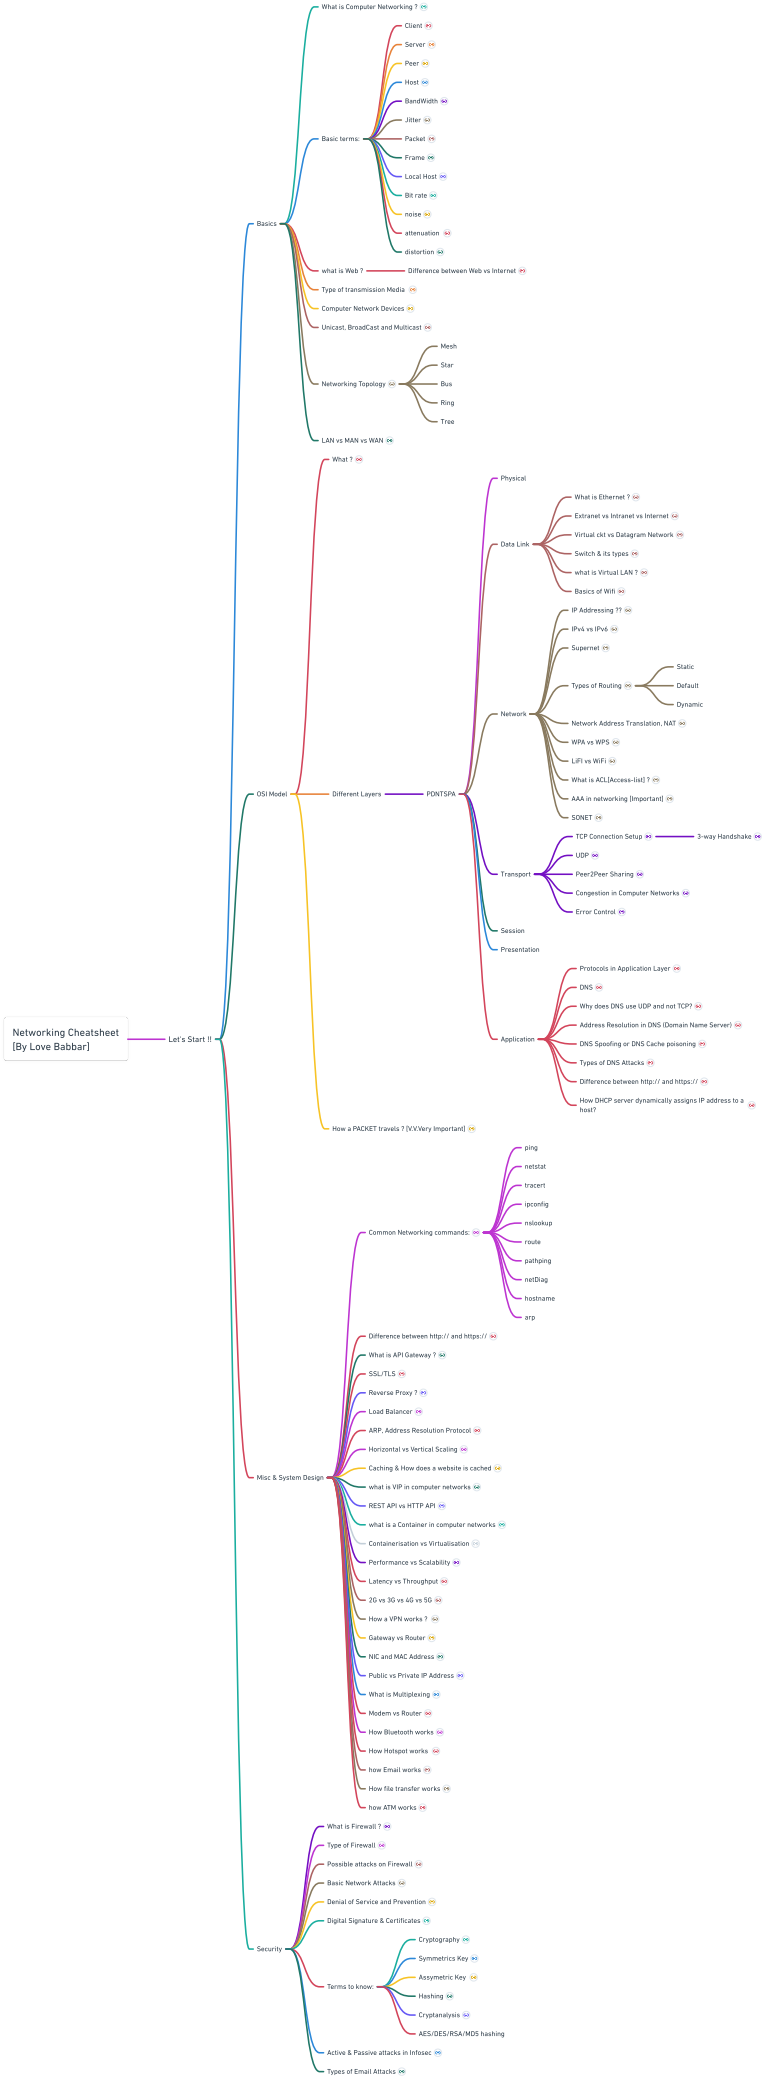 What is Computer Networking ?
Client
Server
Peer
Host
BandWidth
Jitter
Basic terms:
Packet
Frame
Local Host
Bit rate
noise
attenuation
distortion
Basics
what is Web ?
Difference between Web vs Internet
Type of transmission Media
Computer Network Devices
Unicast, BroadCast and Multicast
Networking Topology
Mesh
Star
Bus
Ring
Tree
LAN vs MAN vs WAN
What ?
Physical
Data Link
What is Ethernet ?
Extranet vs Intranet vs Internet
Virtual ckt vs Datagram Network
Switch & its types
what is Virtual LAN ?
Basics of Wifi
Network
IP Addressing ??
IPv4 vs IPv6
Supernet
Types of Routing
Static
Default
Dynamic
Network Address Translation, NAT
WPA vs WPS
LiFI vs WiFi
What is ACL[Access-list] ?
AAA in networking [Important]
SONET
OSI Model
Different Layers
PDNTSPA
Transport
TCP Connection Setup
3-way Handshake
UDP
Peer2Peer Sharing
Congestion in Computer Networks
Error Control
Session
Presentation
Application
Protocols in Application Layer
DNS
Why does DNS use UDP and not TCP?
Address Resolution in DNS (Domain Name Server)
DNS Spoofing or DNS Cache poisoning
Types of DNS Attacks
Difference between http:// and https://
How DHCP server dynamically assigns IP address to a
host?
Networking Cheatsheet
[By Love Babbar]
Let's Start !!
How a PACKET travels ? [V.V.Very Important]
Common Networking commands:
ping
netstat
tracert
ipconfig
nslookup
route
pathping
netDiag
hostname
arp
Misc & System Design
Difference between http:// and https://
What is API Gateway ?
SSL/TLS
Reverse Proxy ?
Load Balancer
ARP, Address Resolution Protocol
Horizontal vs Vertical Scaling
Caching & How does a website is cached
what is VIP in computer networks
REST API vs HTTP API
what is a Container in computer networks
Containerisation vs Virtualisation
Performance vs Scalability
Latency vs Throughput
2G vs 3G vs 4G vs 5G
How a VPN works ?
Gateway vs Router
NIC and MAC Address
Public vs Private IP Address
What is Multiplexing
Modem vs Router
How Bluetooth works
How Hotspot works
how Email works
How file transfer works
how ATM works
Security
What is Firewall ?
Type of Firewall
Possible attacks on Firewall
Basic Network Attacks
Denial of Service and Prevention
Digital Signature & Certificates
Terms to know:
Cryptography
Symmetrics Key
Assymetric Key
Hashing
Cryptanalysis
AES/DES/RSA/MD5 hashing
Active & Passive attacks in Infosec
Types of Email Attacks